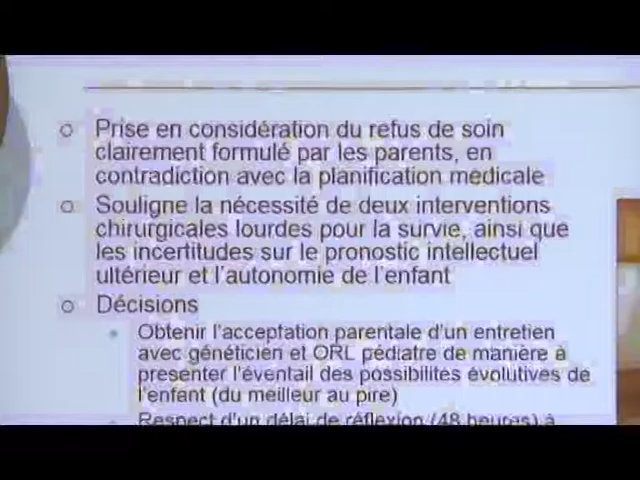 Prise en considération du refus de soin
clairement formulé par les parents, en
contradiction avec la planification médicale
Souligne la nécessité de deux interventions
chirurgicales lourdes pour la survie, ainsi que
les incertitudes sur le pronostic intellectuel
ultérieur et l'autonomie de l'enfant
Décisions
Obtenir l'acceptation parentale d'un entretien
avec généticien et ORL pédiatre de manière à
présenter l'éventail des possibilités évolutives de
l'enfant (du meilleur au pire)
Respect d'un délai de réflexion (48 heures) à